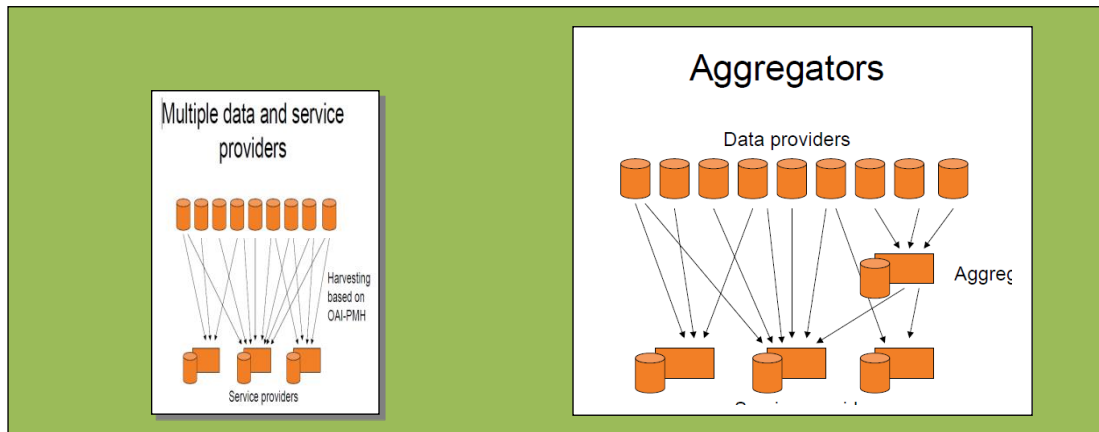 Multiple data and service
providers
Harvesting
based on
OAI-PMH
Service providers
Aggregators
Data providers